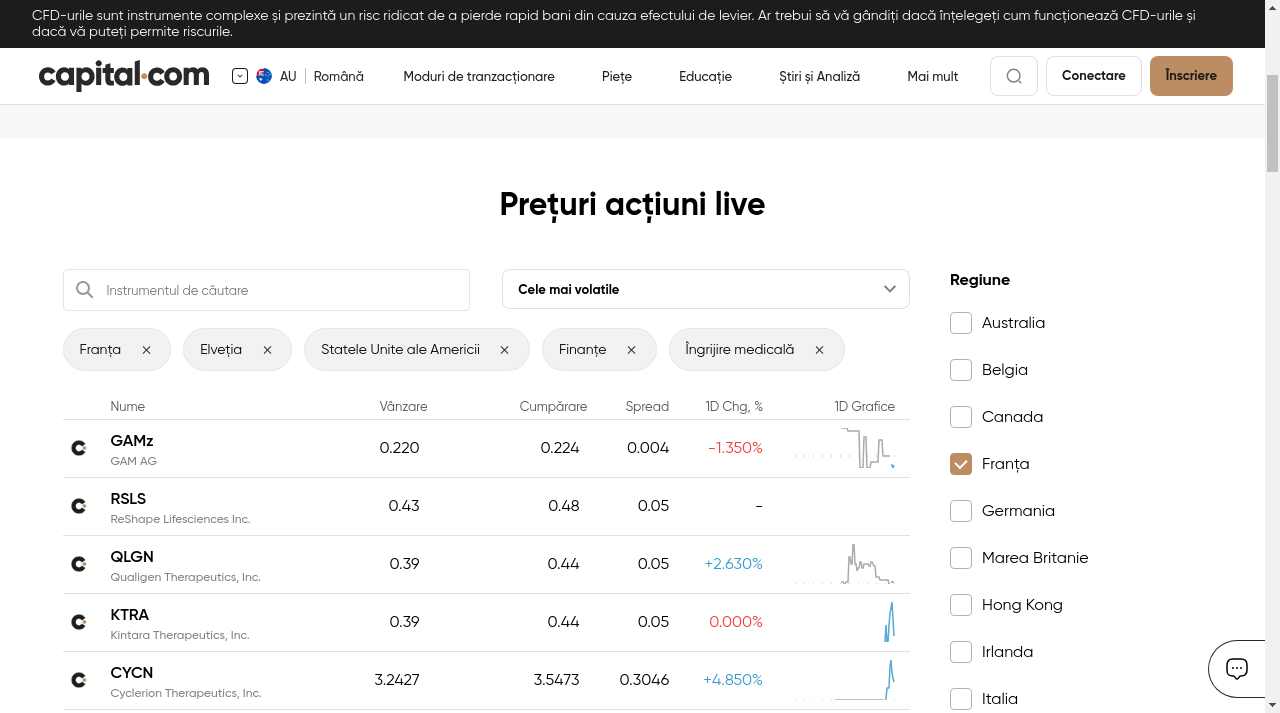 CFD-urile sunt instrumente complexe și prezintă un risc ridicat de a pierde rapid bani din cauza efectului de levier. Ar trebui să vă gândiți dacă înțelegeți cum funcționează CFD-urile și
dacă vă puteți permite riscurile.
capital.com
AU
Română
Moduri de tranzacționare
Piețe
Educație
Știri și Analiză
Mai mult
Conectare
Înscriere
Prețuri acțiuni live
Instrumentul de căutare
Cele mai volatile
Franța
Elveția
Statele Unite ale Americii
Finanțe
Îngrijire medicală
Nume Vânzare Cumpărare Spread 1D Chg, % 1D Grafice
GAMz 0.220 0.224 0.004 -1.350%
GAM AG
RSLS 0.43 0.48 0.05 -
ReShape Lifesciences Inc.
QLGN 0.39 0.44 0.05 +2.630%
Qualigen Therapeutics, Inc.
KTRA 0.39 0.44 0.05 0.000%
Kintara Therapeutics, Inc.
CYCN 3.2427 3.5473 0.3046 +4.850%
Cyclerion Therapeutics, Inc.
Regiune
Australia
Belgia
Canada
Franța
Germania
Marea Britanie
Hong Kong
Irlanda
Italia